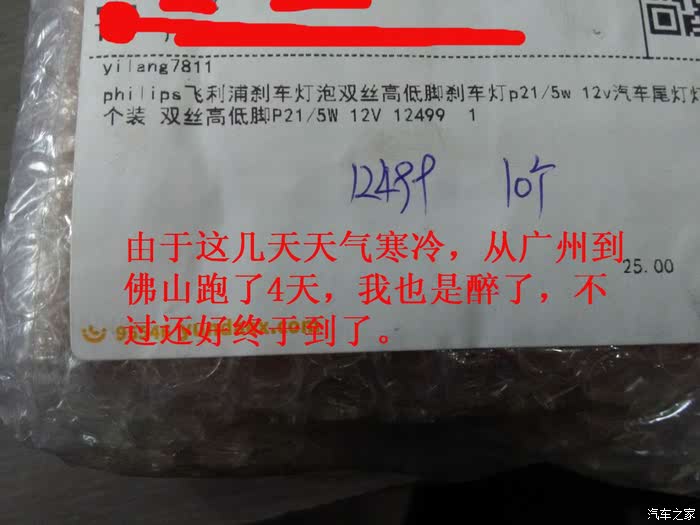 yilang7811
philips飞利浦刹车灯泡双丝高低脚刹车灯p21/5w 12v汽车尾灯灯
个装 双丝高低脚P21/5W 12V 12499 1
12499 10个
由于这几天天气寒冷，从广州到
25.00
佛山跑了4天，我也是醉了，不
过还好终于到了。
汽车之家